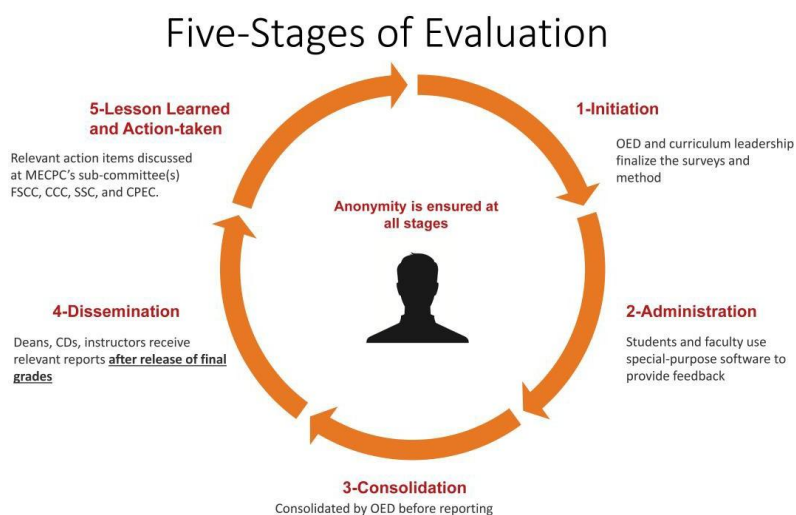 Five-Stages of Evaluation
1-Initiation
OED and curriculum leadership
finalize the surveys and
method
2-Administration
Students and faculty use
special-purpose software to
provide feedback
3-Consolidation
Consolidated by OED before reporting
4-Dissemination
Deans, CDs, instructors receive
relevant reports after release of final
grades
5-Lesson Learned
and Action-taken
Relevant action items discussed
at MECPC’s sub-committee(s)
FSCC, CCC, SSC, and CPEC.
Anonymity is ensured at
all stages